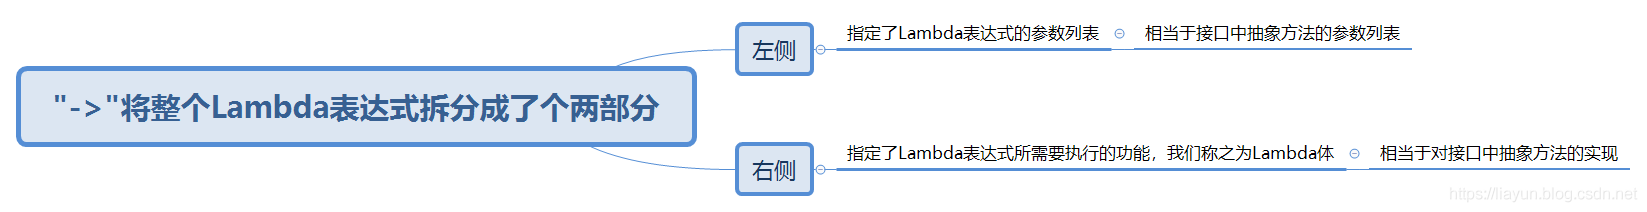 左侧
指定了Lambda表达式的参数列表
相当于接口中抽象方法的参数列表
"->"将整个Lambda表达式拆分成了个两部分
右侧
指定了Lambda表达式所需要执行的功能，我们称之为Lambda体
相当于对接口中抽象方法的实现
https://liayun.blog.csdn.net